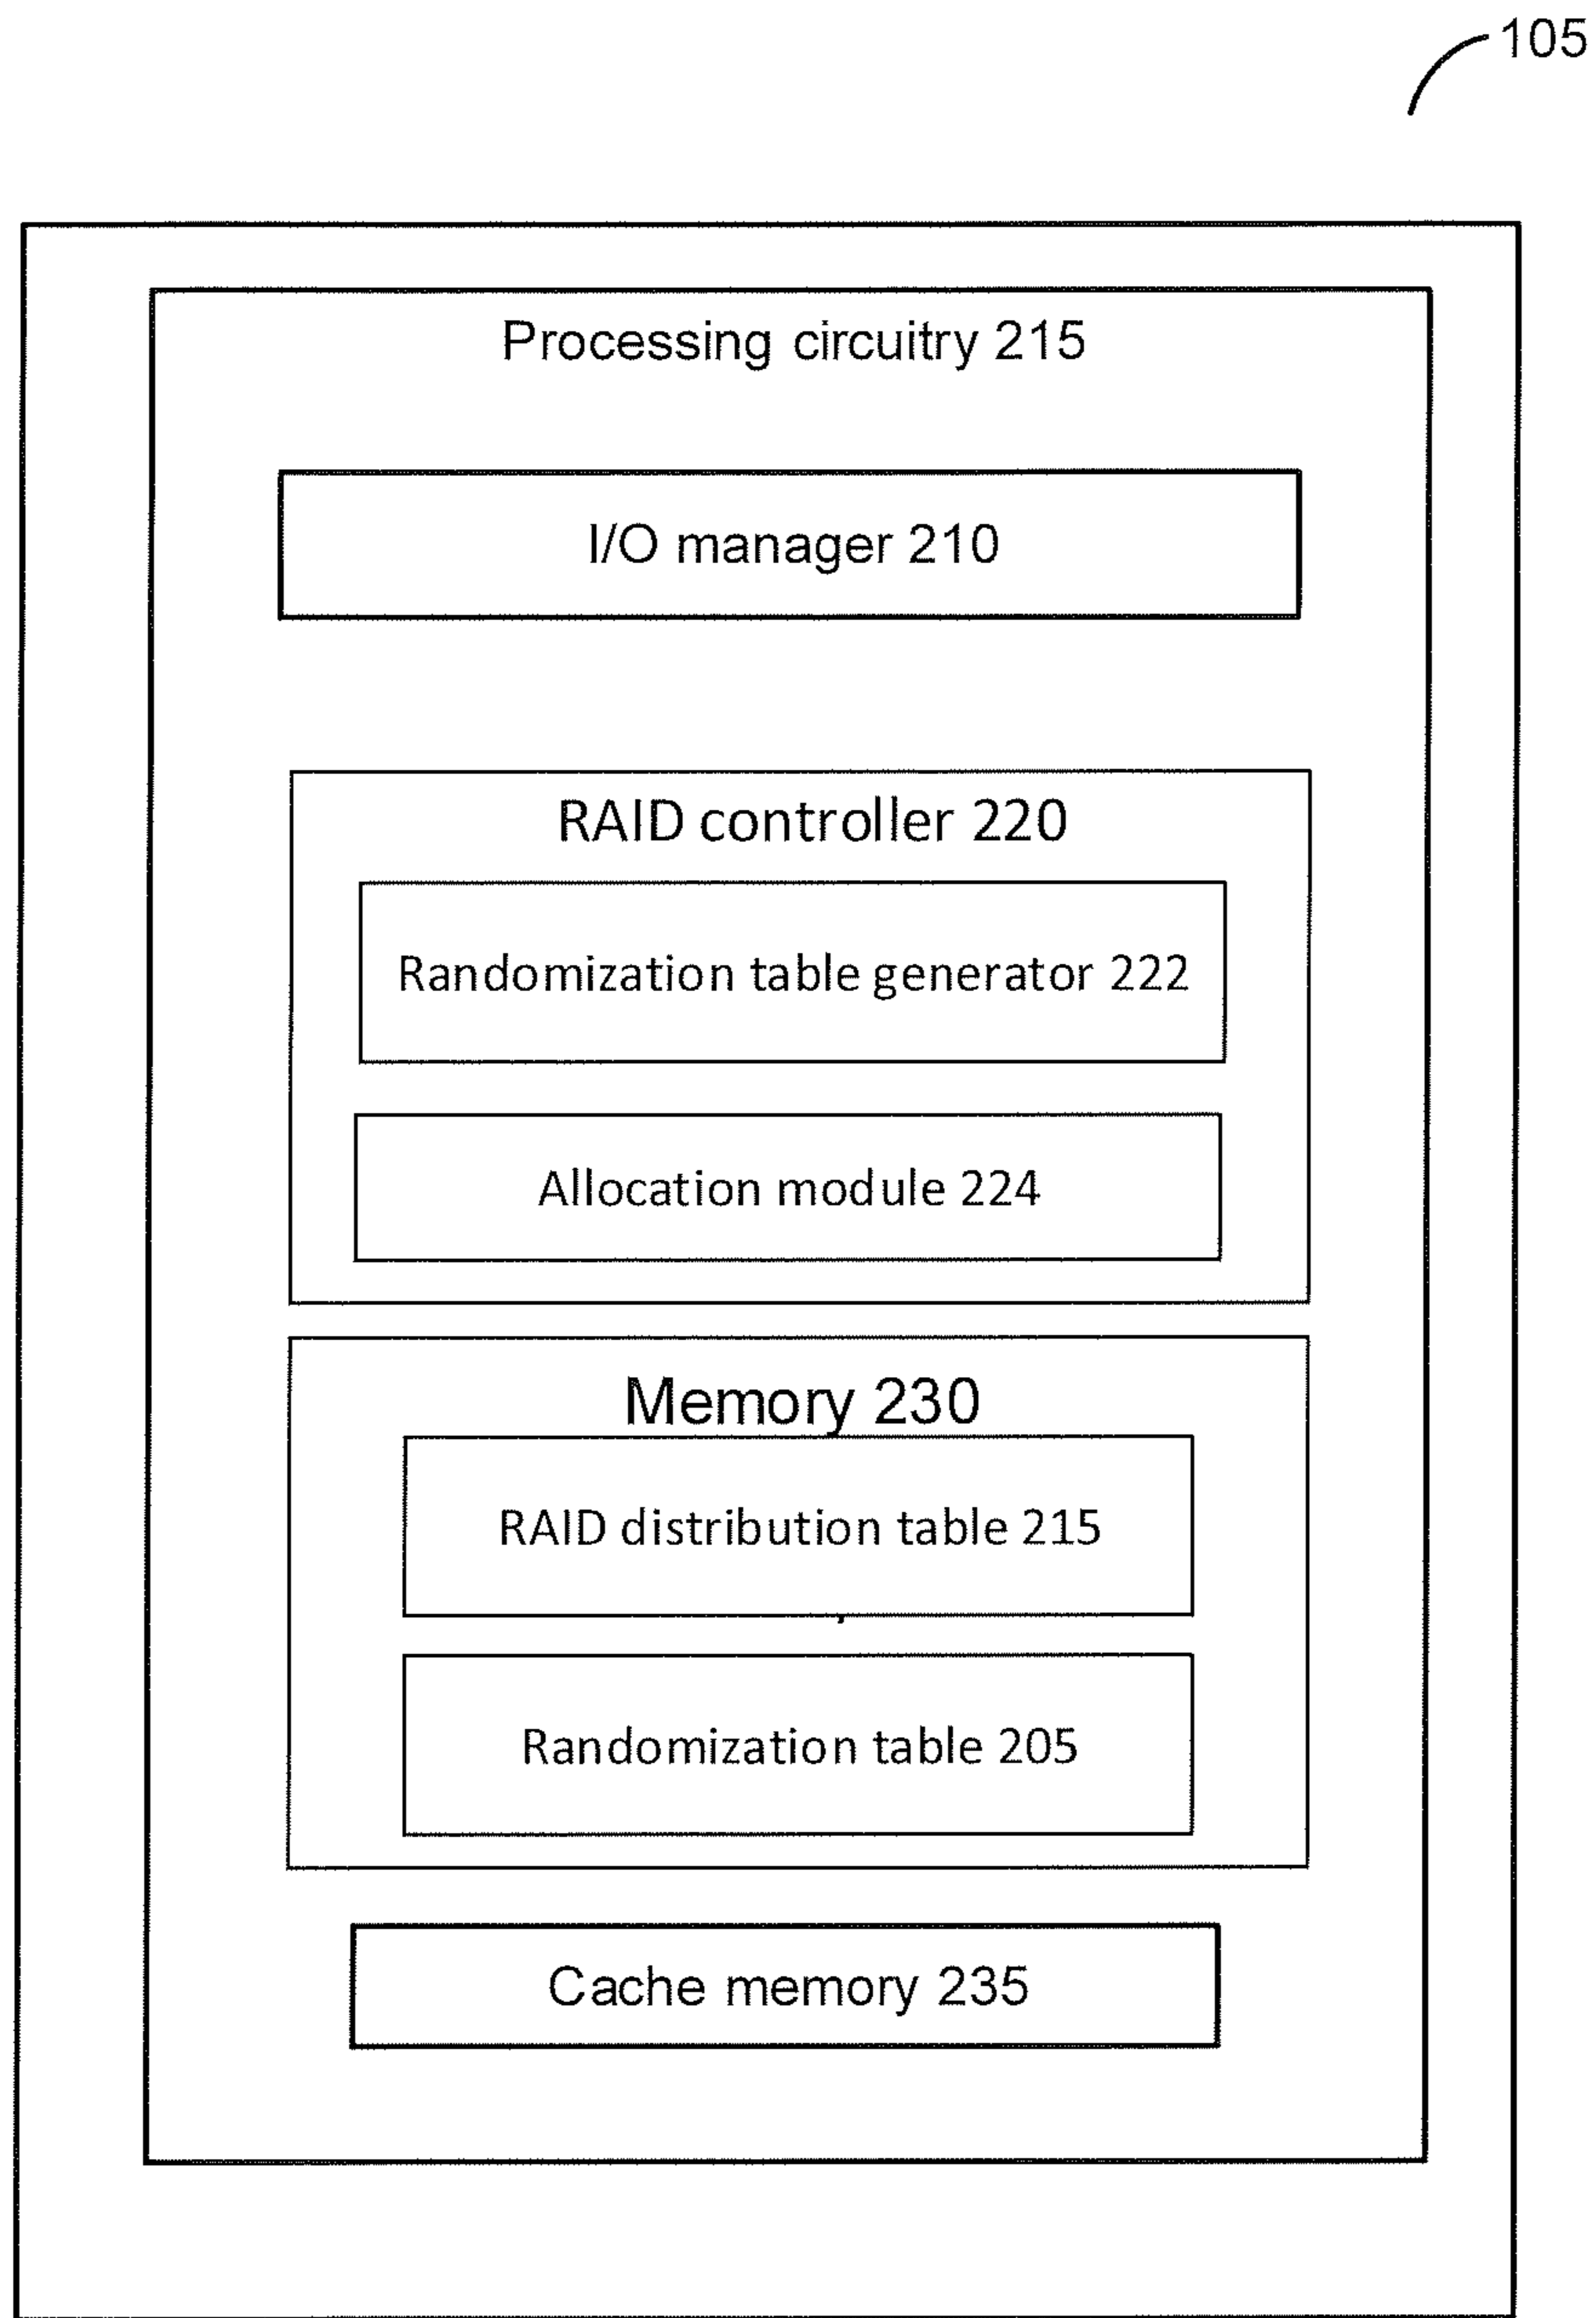 105
Processing circuitry 215
I/O manager 210
RAID controller 220
Randomization table generator 222
Allocation module 224
Memory 230
RAID distribution table 215
Randomization table 205
Cache memory 235